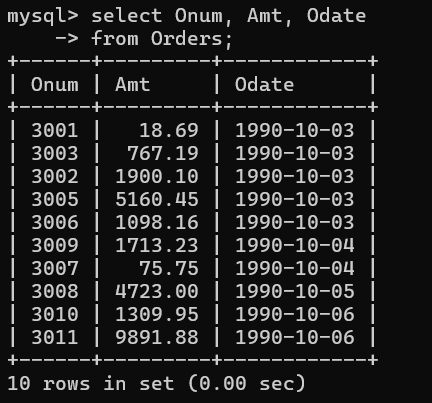 mysql> select Onum, Amt, Odate
    -> from Orders;
+------+---------+------------+
| Onum | Amt     | Odate      |
+------+---------+------------+
| 3001 |   18.69 | 1990-10-03 |
| 3003 |  767.19 | 1990-10-03 |
| 3002 | 1900.10 | 1990-10-03 |
| 3005 | 5160.45 | 1990-10-03 |
| 3006 | 1098.16 | 1990-10-03 |
| 3009 | 1713.23 | 1990-10-04 |
| 3007 |   75.75 | 1990-10-04 |
| 3008 | 4723.00 | 1990-10-05 |
| 3010 | 1309.95 | 1990-10-06 |
| 3011 | 9891.88 | 1990-10-06 |
+------+---------+------------+
10 rows in set (0.00 sec)